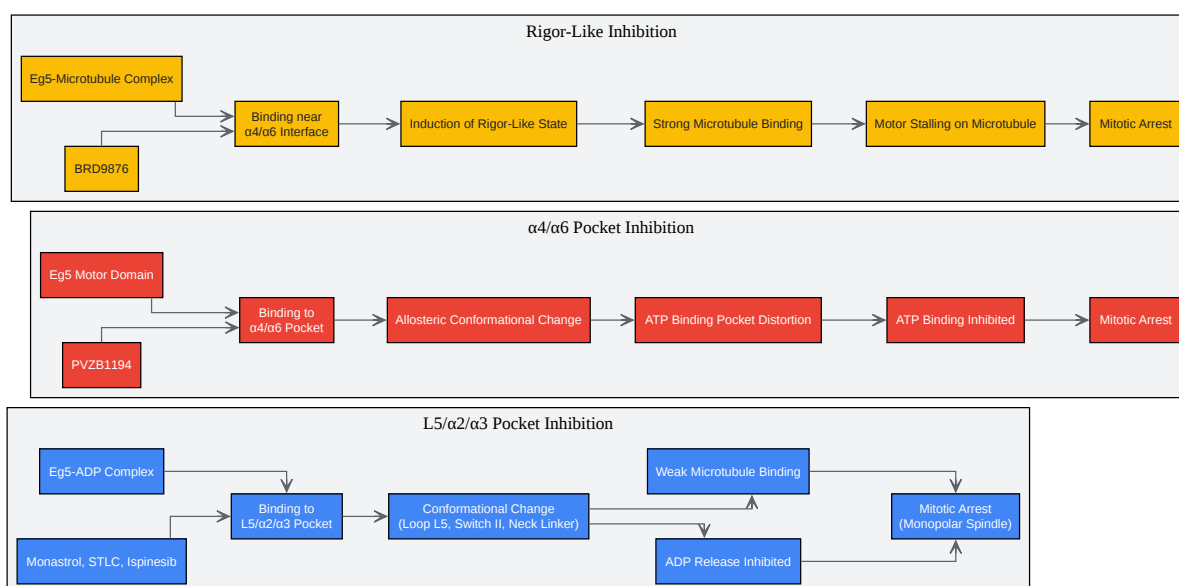 Rigor-Like Inhibition
Eg5-Microtubule Complex
BRD9876
Binding near
α4/α6 Interface
Induction of Rigor-Like State
Strong Microtubule Binding
Motor Stalling on Microtubule
Mitotic Arrest
α4/α6 Pocket Inhibition
Eg5 Motor Domain
PVZB1194
Binding to
α4/α6 Pocket
Allosteric Conformational Change
ATP Binding Pocket Distortion
ATP Binding Inhibited
Mitotic Arrest
L5/α2/α3 Pocket Inhibition
Eg5-ADP Complex
Monastrol, STLC, Ispinesib
Binding to
L5/α2/α3 Pocket
Conformational Change
(Loop L5, Switch II, Neck Linker)
Weak Microtubule Binding
ADP Release Inhibited
Mitotic Arrest
(Monopolar Spindle)